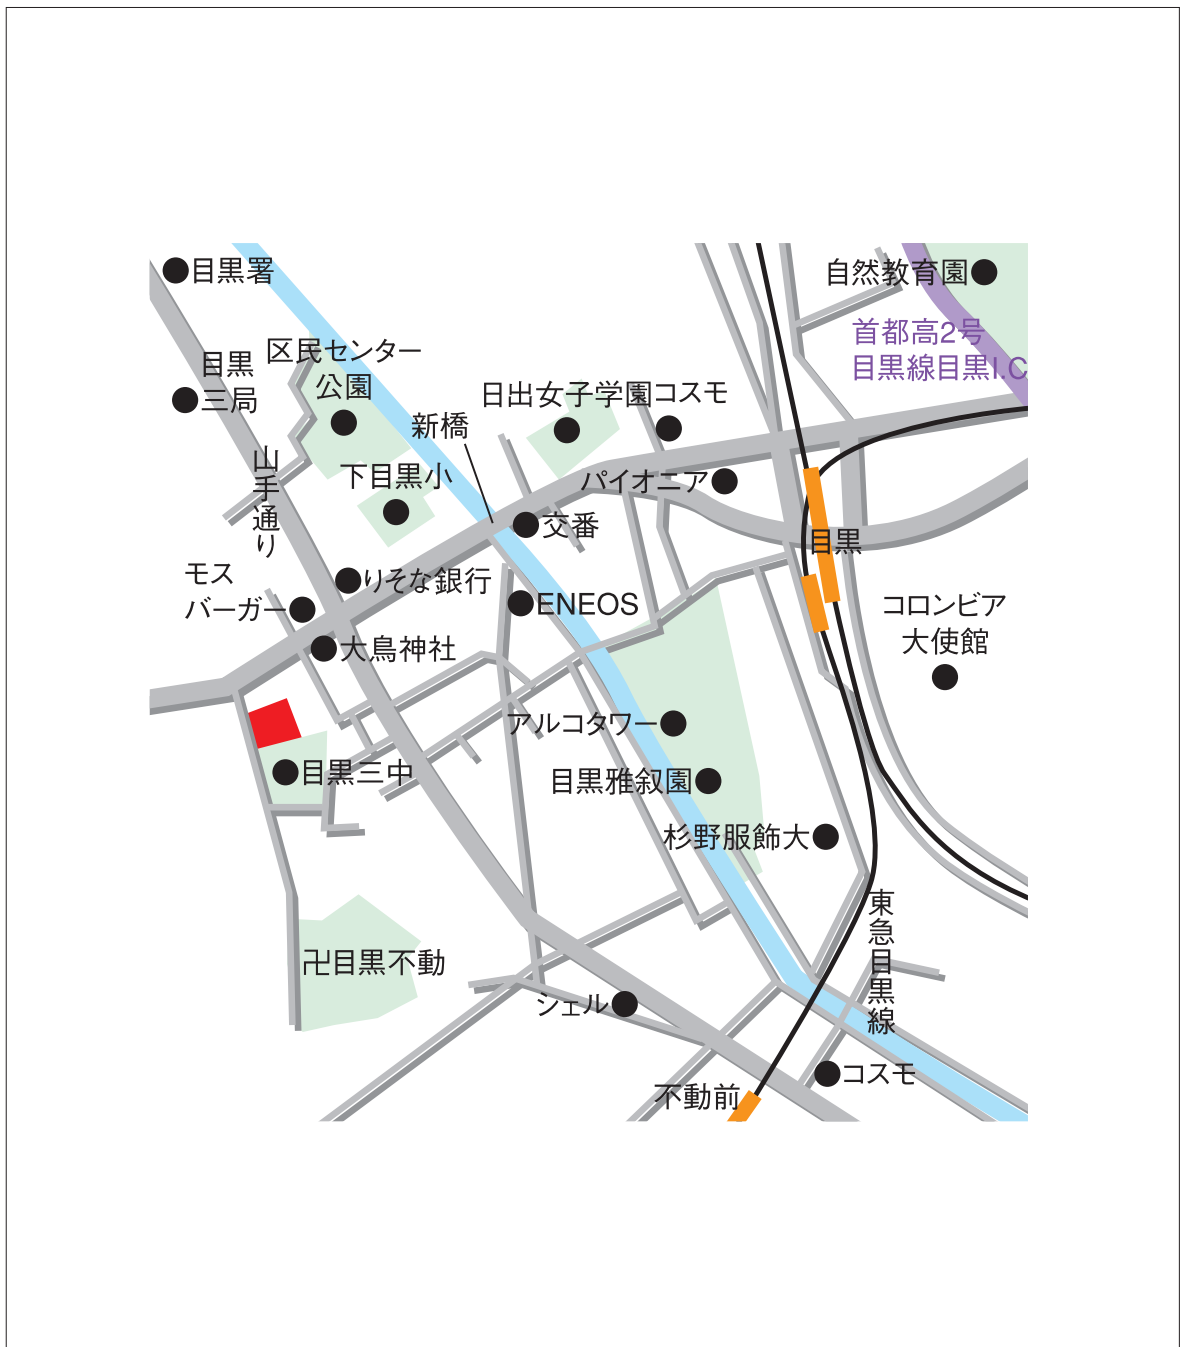 目黒署
自然教育園
首都高2号
目黒線目黒I.C
区民センター
公園
目黒
三局
日出女子学園
コスモ
新橋
山手通り
下目黒小
パイオニア
交番
目黒
モス
バーガー
りそな銀行
ENEOS
コロンビア
大使館
大鳥神社
アルコタワー
目黒三中
目黒雅叙園
杉野服飾大
東急目黒線
卍目黒不動
シェル
コスモ
不動前